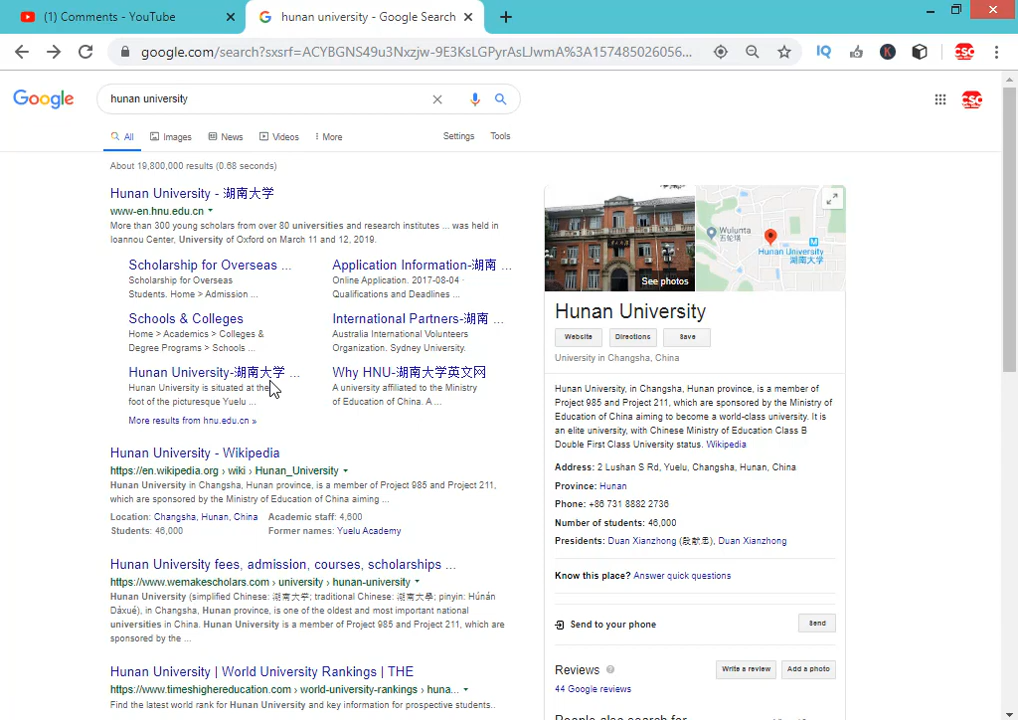 (1) Comments - YouTube
hunan university - Google Search
google.com/search?sxsrf=ACYBGNS49u3Nxzjw-9E3KsLGPyrAsLJwmA%3A157485026056...
IQ
K
CSC
Google
hunan university
CSC
All
Images
News
Videos
More
Settings
Tools
About 19,800,000 results (0.68 seconds)
Hunan University - 湖南大学
www-en.hnu.edu.cn
More than 300 young scholars from over 80 universities and research institutes ... was held in
Ioannou Center, University of Oxford on March 11 and 12, 2019.
Scholarship for Overseas ...
Scholarship for Overseas
Students. Home > Admission ...
Application Information-湖南 ...
Online Application. 2017-08-04 ·
Qualifications and Deadlines ...
Schools & Colleges
Home > Academics > Colleges &
Degree Programs > Schools ...
International Partners-湖南 ...
Australia International Volunteers
Organization. Sydney University.
Hunan University-湖南大学 ...
Hunan University is situated at the
foot of the picturesque Yuelu ...
Why HNU-湖南大学英文网
A university affiliated to the Ministry
of Education of China. A ...
More results from hnu.edu.cn »
Hunan University - Wikipedia
https://en.wikipedia.org › wiki › Hunan_University
Hunan University in Changsha, Hunan province, is a member of Project 985 and Project 211,
which are sponsored by the Ministry of Education of China aiming ...
Location: Changsha, Hunan, China Academic staff: 4,600
Students: 46,000 Former names: Yuelu Academy
Hunan University fees, admission, courses, scholarships ...
https://www.wemakescholars.com › university › hunan-university
Hunan University (simplified Chinese: 湖南大学; traditional Chinese: 湖南大學; pinyin: Húnán
Dàxué), in Changsha, Hunan province, is one of the oldest and most important national
universities in China. Hunan University is a member of Project 985 and Project 211, which are
sponsored by the ...
Hunan University | World University Rankings | THE
https://www.timeshighereducation.com › world-university-rankings › huna...
Find the latest world rank for Hunan University and key information for prospective students..
See photos
Wulunta
五轮塔
Hunan University
湖南大学
Hunan University
Website
Directions
Save
University in Changsha, China
Hunan University, in Changsha, Hunan province, is a member of
Project 985 and Project 211, which are sponsored by the Ministry of
Education of China aiming to become a world-class university. It is
an elite university, with Chinese Ministry of Education Class B
Double First Class University status. Wikipedia
Address: 2 Lushan S Rd, Yuelu, Changsha, Hunan, China
Province: Hunan
Phone: +86 731 8882 2736
Number of students: 46,000
Presidents: Duan Xianzhong (段献忠), Duan Xianzhong
Know this place? Answer quick questions
Send to your phone
Send
Reviews
Write a review
Add a photo
44 Google reviews
People also search for